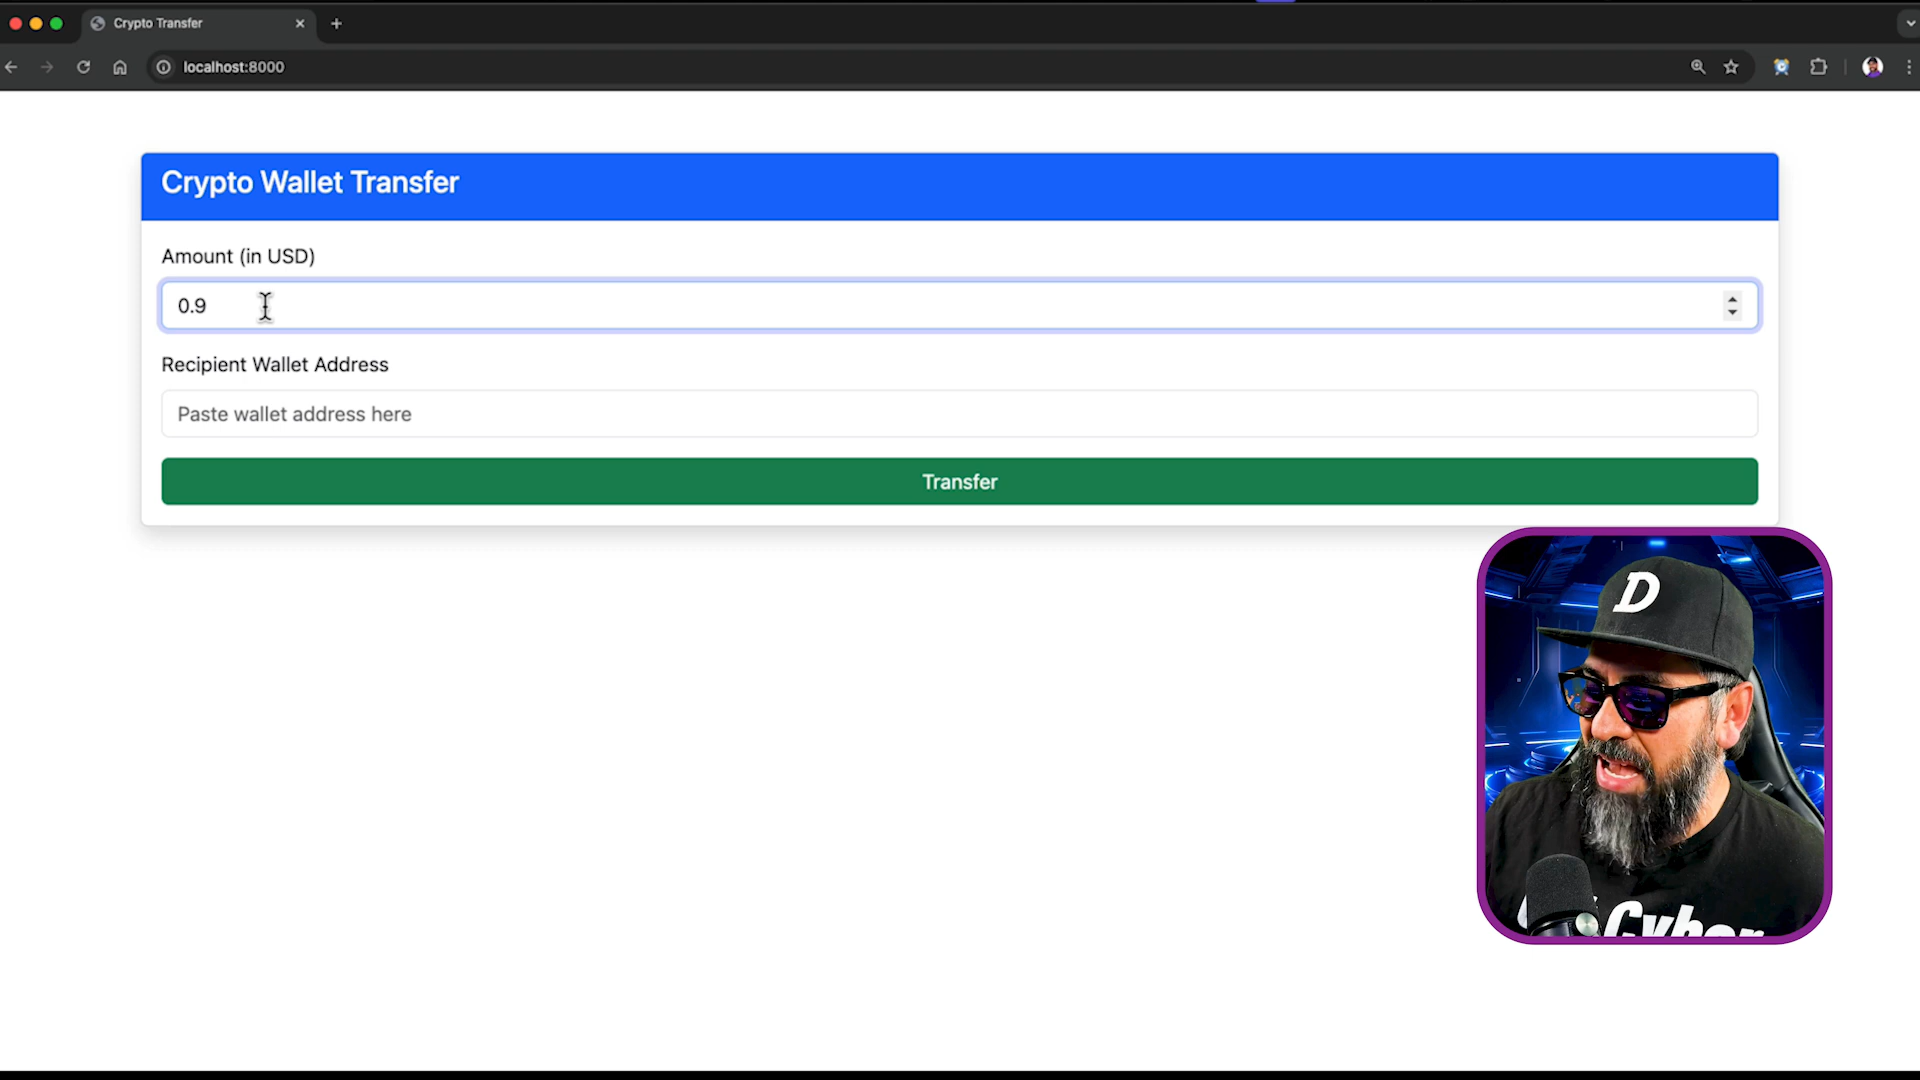 Crypto Transfer
localhost:8000
Crypto Wallet Transfer
Amount (in USD)
0.9
Recipient Wallet Address
Paste wallet address here
Transfer
D
Cyber